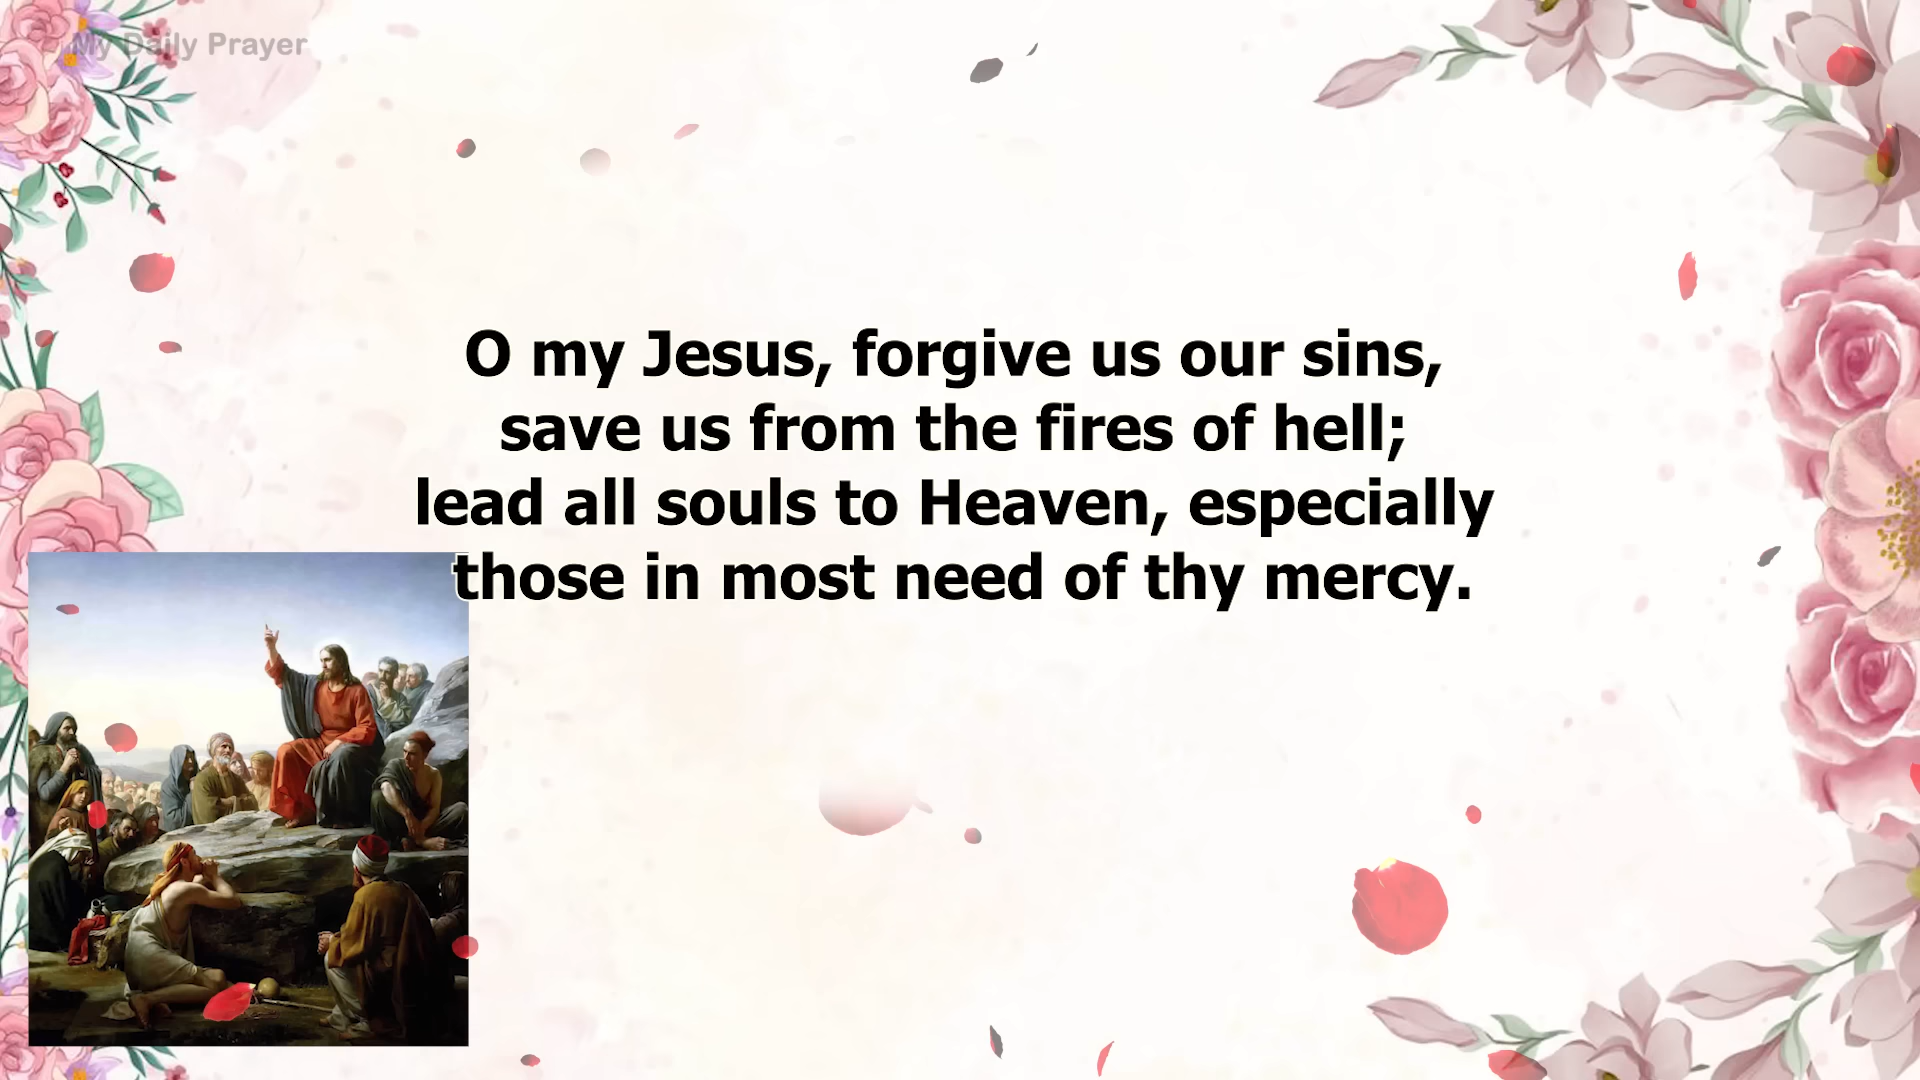 My Daily Prayer
O my Jesus, forgive us our sins,
save us from the fires of hell;
lead all souls to Heaven, especially
those in most need of thy mercy.